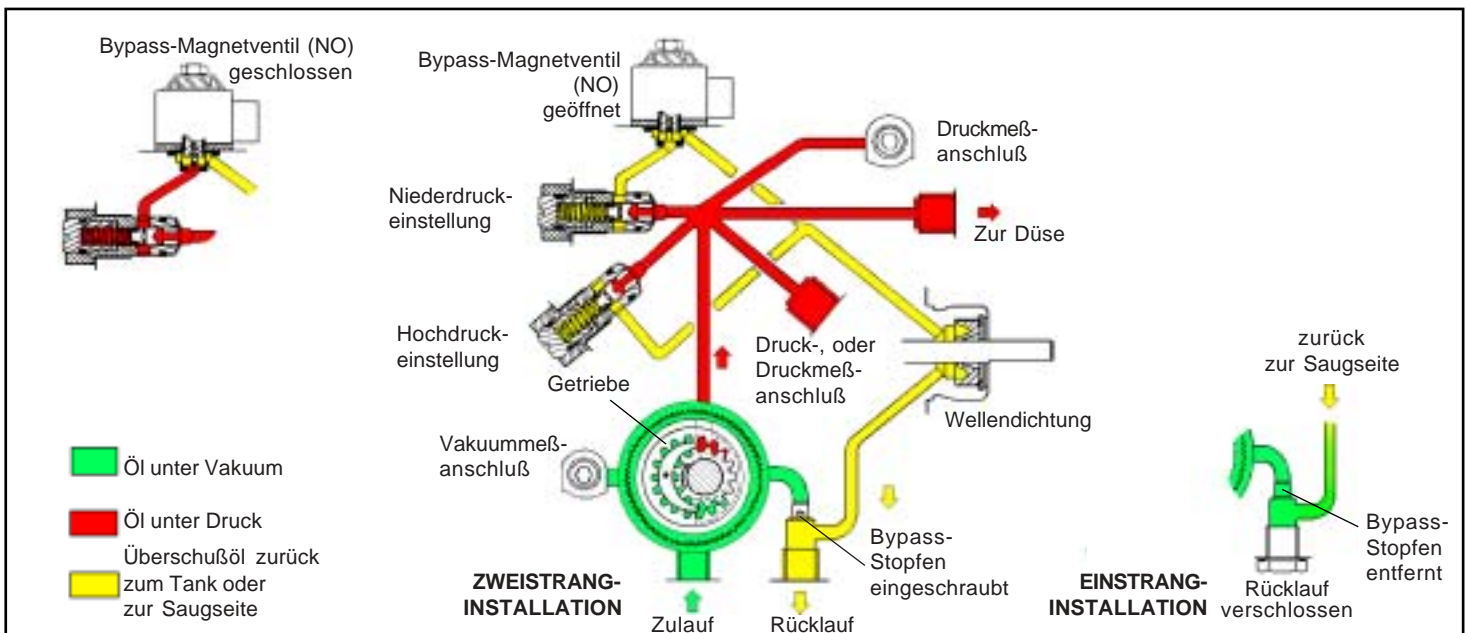 Bypass-Magnetventil (NO)
geschlossen
Bypass-Magnetventil
(NO)
geöffnet
Druckmeß-
anschluß
Niederdruck-
einstellung
Zur Düse
Hochdruck-
einstellung
Druck-, oder
Druckmeß-
anschluß
Getriebe
Wellendichtung
zurück
zur Saugseite
Vakuummeß-
anschluß
Öl unter Vakuum
Öl unter Druck
Überschußöl zurück
zum Tank oder
zur Saugseite
ZWEISTRANG-
INSTALLATION
Zulauf
Rücklauf
Bypass-
Stopfen
eingeschraubt
EINSTRANG-
INSTALLATION
Rücklauf
verschlossen
Bypass-
Stopfen
entfernt